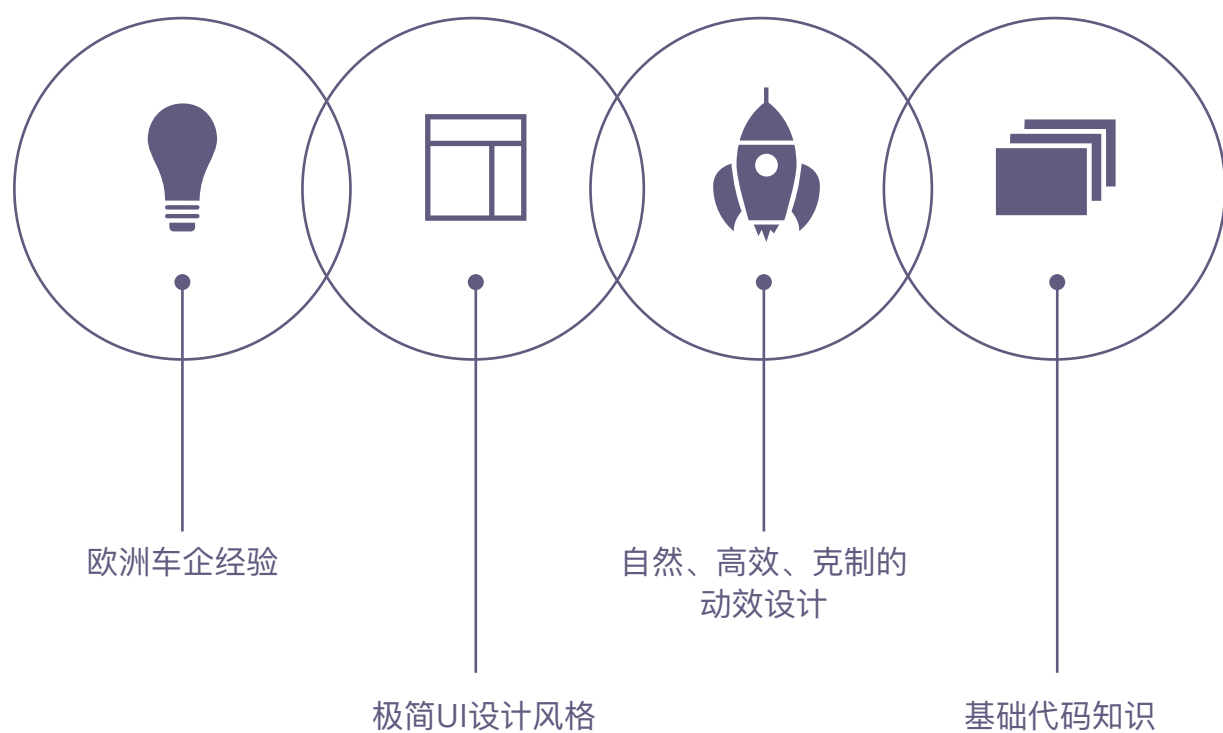 欧洲车企经验
极简UI设计风格
自然、高效、克制的
动效设计
基础代码知识